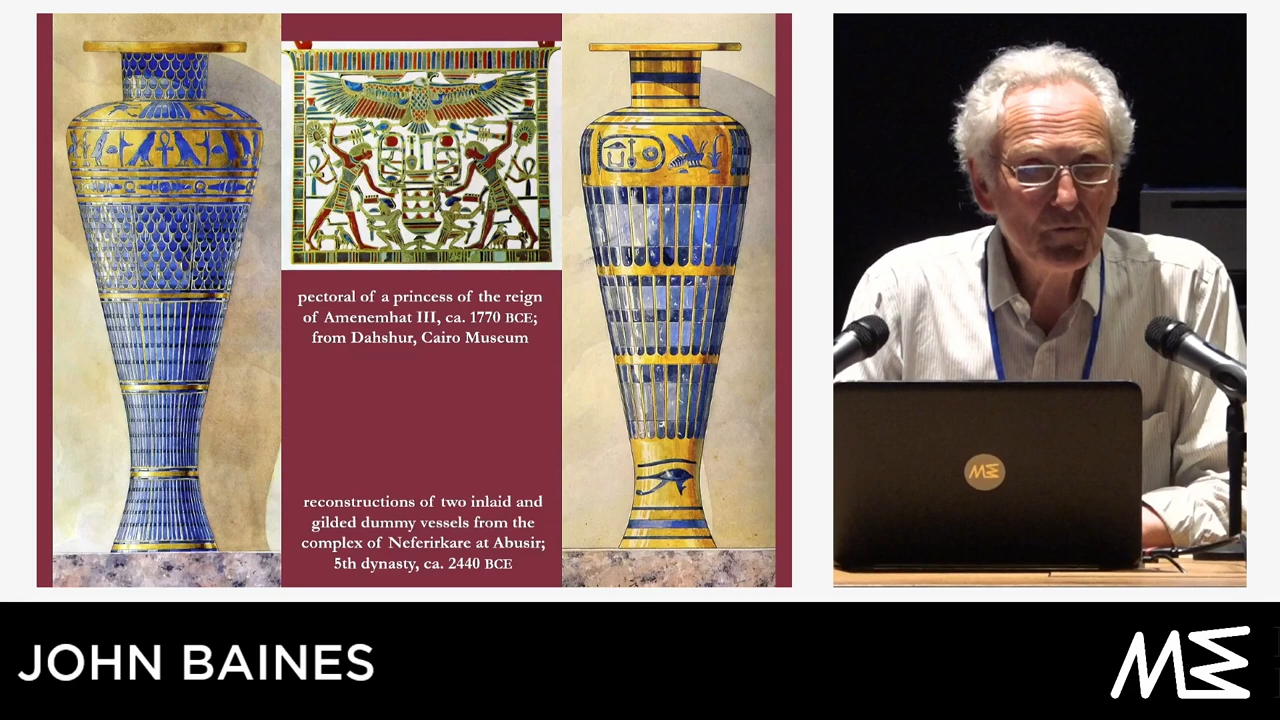 pectoral of a princess of the reign
of Amenemhat III, ca. 1770 BCE;
from Dahshur, Cairo Museum
reconstructions of two inlaid and
gilded dummy vessels from the
complex of Neferirkare at Abusir;
5th dynasty, ca. 2440 BCE
JOHN BAINES